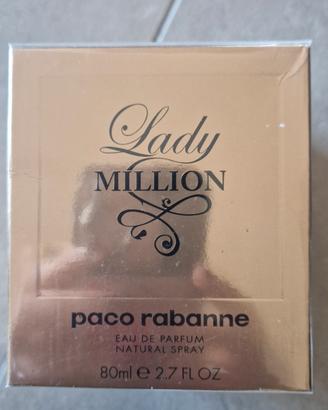 Lady
MILLION
paco rabanne
EAU DE PARFUM
NATURAL SPRAY
80ml ℮ 2.7 FL OZ